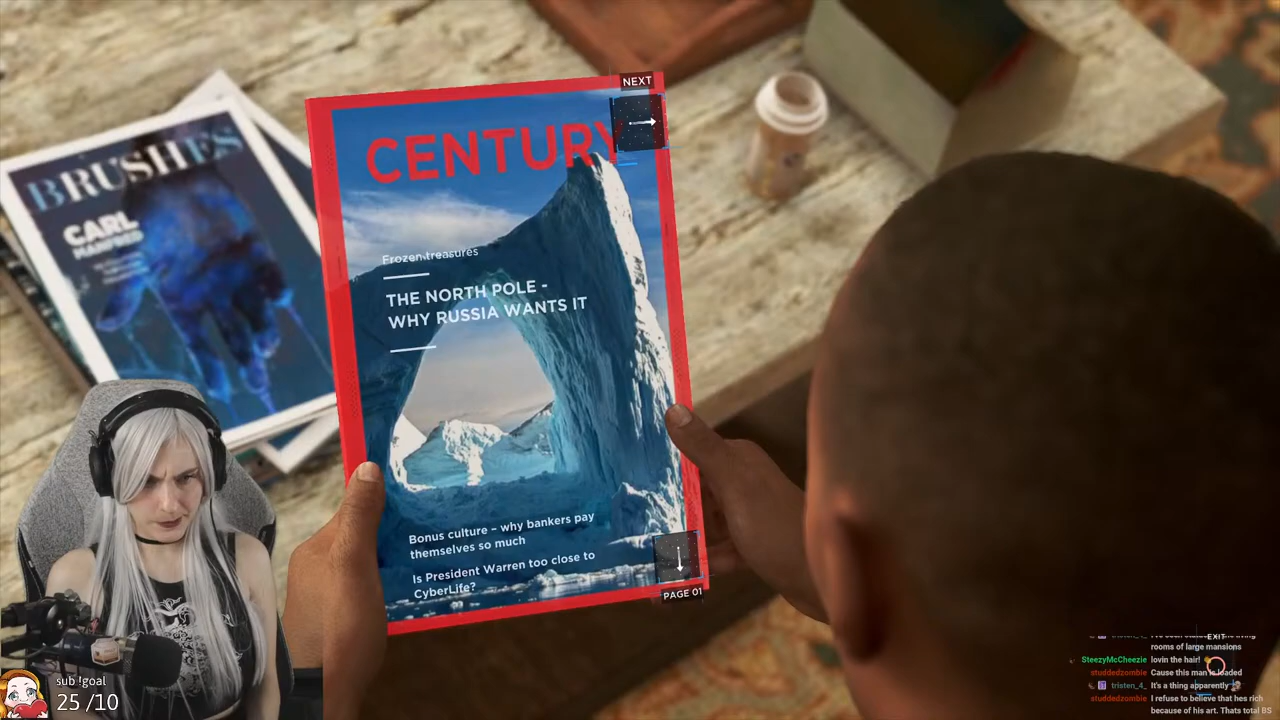 NEXT
CENTURY
BRUSHES
CARL
MANFRED
Frozen treasures
THE NORTH POLE -
WHY RUSSIA WANTS IT
Bonus culture – why bankers pay
themselves so much
Is President Warren too close to
CyberLife?
PAGE 01
sub !goal
25 /10
EXIT
tristen_4_
living
rooms of large mansions
SteezyMcCheezie lovin the hair!
studdedzombie Cause this man is loaded
tristen_4_ It's a thing apparently
studdedzombie I refuse to believe that hes rich
because of his art. Thats total BS